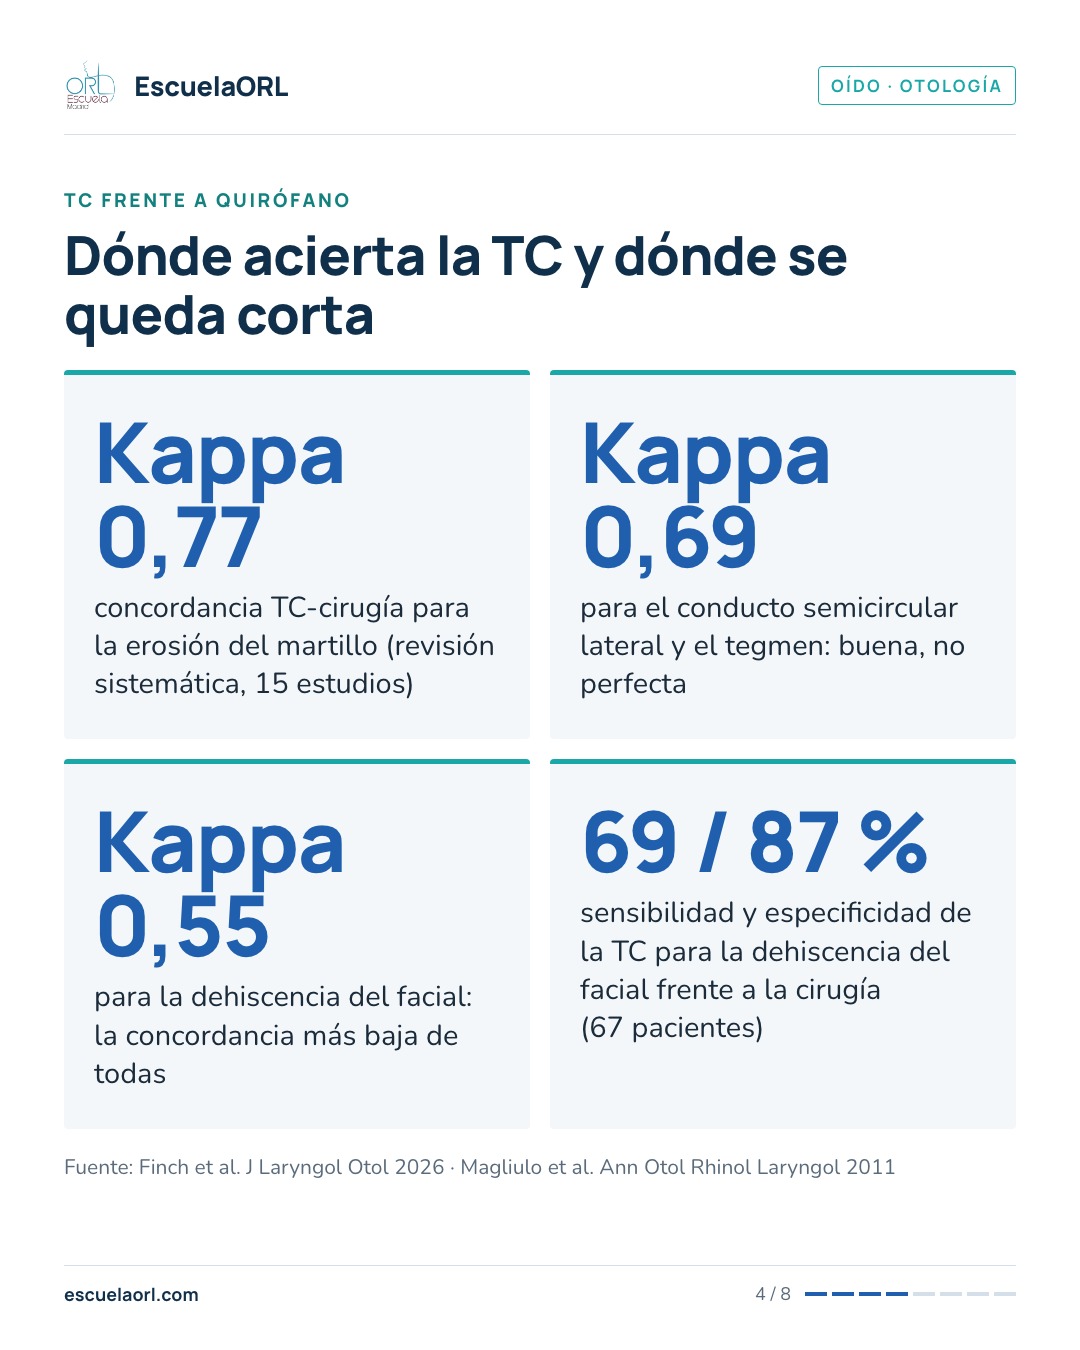 ORL
Escuela
Madrid
EscuelaORL
OÍDO · OTOLOGÍA
TC FRENTE A QUIRÓFANO
Dónde acierta la TC y dónde se
queda corta
Kappa
0,77
concordancia TC-cirugía para
la erosión del martillo (revisión
sistemática, 15 estudios)
Kappa
0,69
para el conducto semicircular
lateral y el tegmen: buena, no
perfecta
Kappa
0,55
para la dehiscencia del facial:
la concordancia más baja de
todas
69 / 87 %
sensibilidad y especificidad de
la TC para la dehiscencia del
facial frente a la cirugía
(67 pacientes)
Fuente: Finch et al. J Laryngol Otol 2026 · Magliulo et al. Ann Otol Rhinol Laryngol 2011
escuelaorl.com
4 / 8